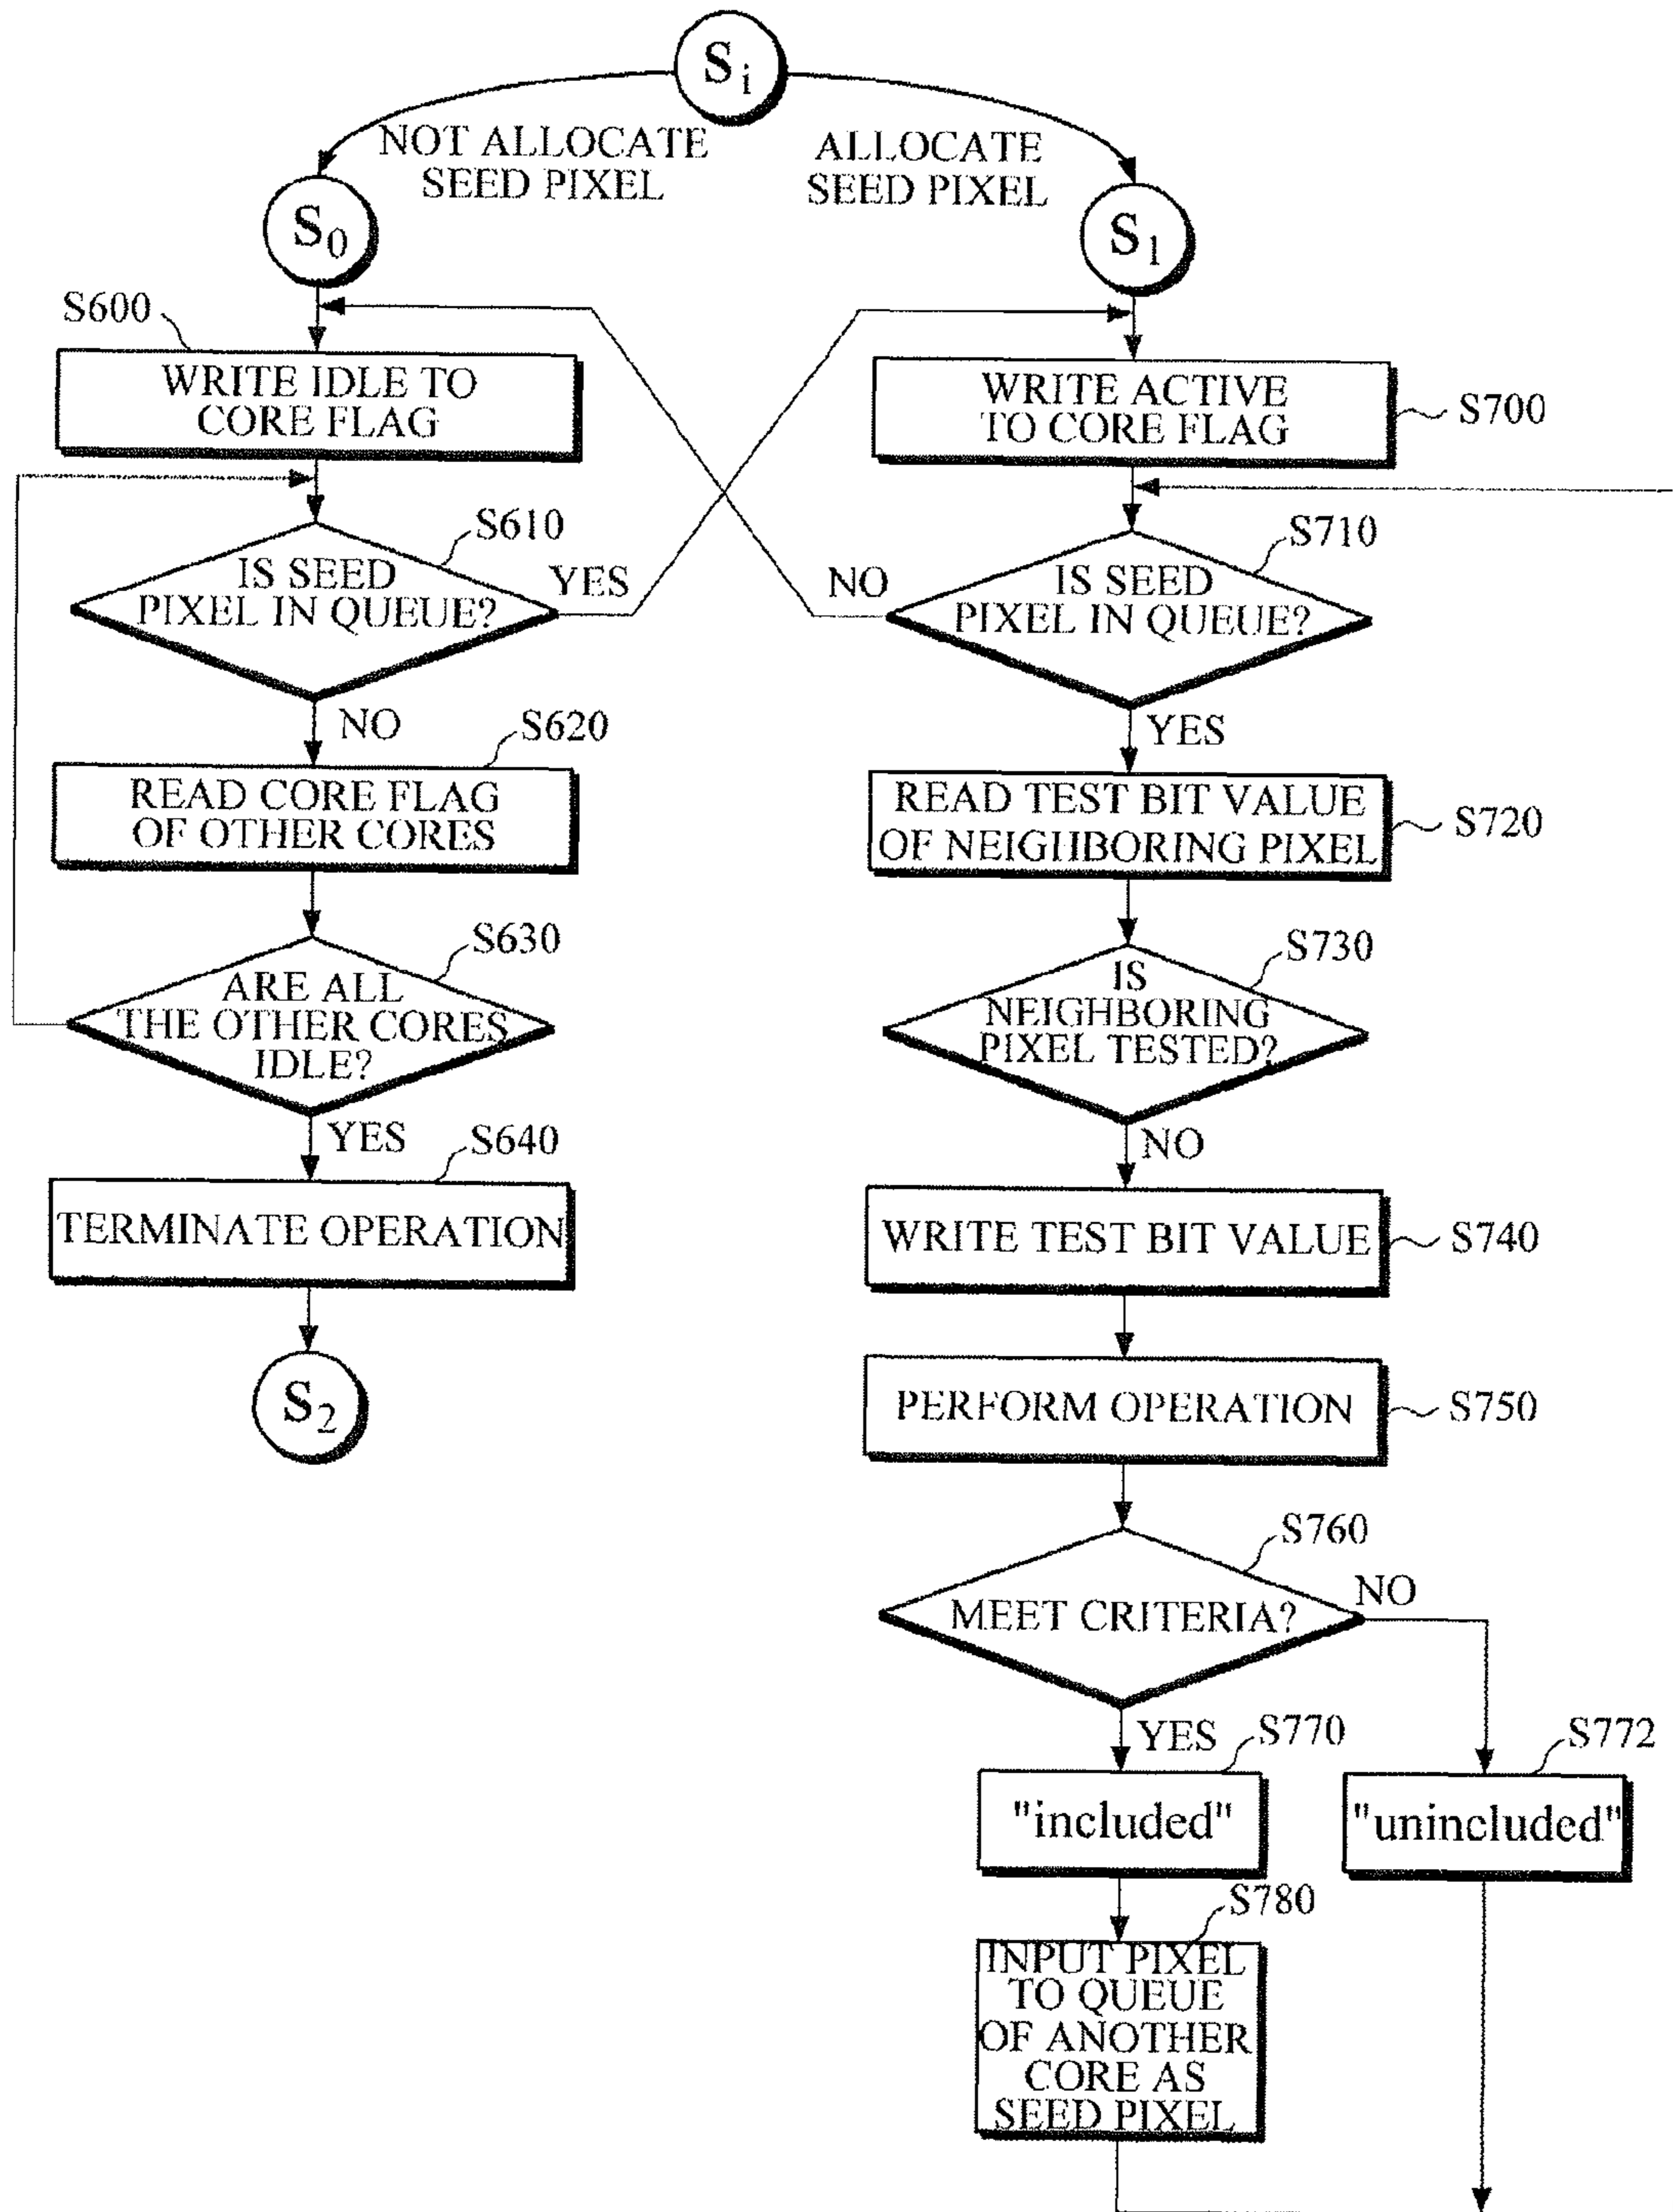 Si
NOT ALLOCATE
SEED PIXEL
ALLOCATE
SEED PIXEL
S0
S1
S600
WRITE IDLE TO
CORE FLAG
WRITE ACTIVE
TO CORE FLAG
S700
S610
IS SEED
PIXEL IN QUEUE?
YES
NO
S710
IS SEED
PIXEL IN QUEUE?
NO
YES
S620
READ CORE FLAG
OF OTHER CORES
READ TEST BIT VALUE
OF NEIGHBORING PIXEL
S720
S630
ARE ALL
THE OTHER CORES
IDLE?
YES
S730
IS
NEIGHBORING
PIXEL TESTED?
NO
S640
TERMINATE OPERATION
WRITE TEST BIT VALUE
S740
S2
PERFORM OPERATION
S750
S760
MEET CRITERIA?
NO
YES
S770
S772
"included"
"unincluded"
S780
INPUT PIXEL
TO QUEUE
OF ANOTHER
CORE AS
SEED PIXEL